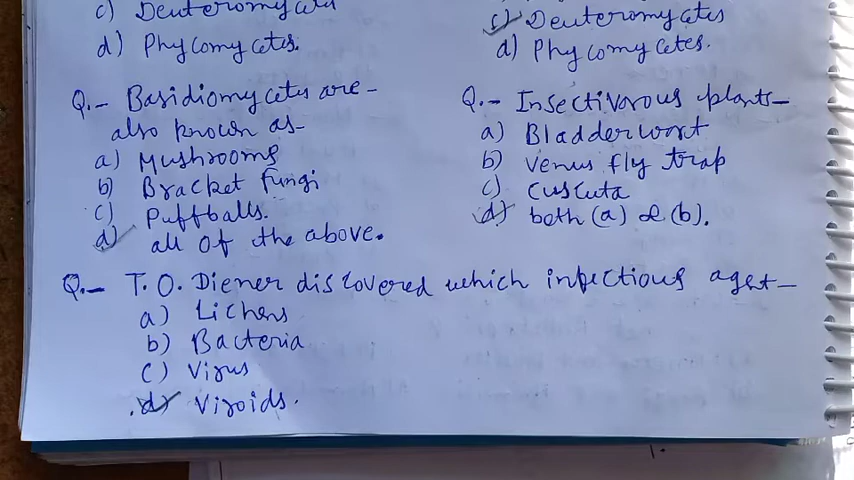 c) Deuteromycetes
d) Phycomycetes.
Q.- Basidiomycetes are-
also known as-
a) Mushrooms
b) Bracket fungi
c) Puffballs.
d) all of the above.
c) Deuteromycetes
d) Phycomycetes.
Q.- Insectivorous plants-
a) Bladderwort
b) Venus fly trap
c) Cuscuta
d) both (a) & (b).
Q.- T.O. Diener discovered which infectious agent-
a) Lichens
b) Bacteria
c) Virus
d) Viroids.